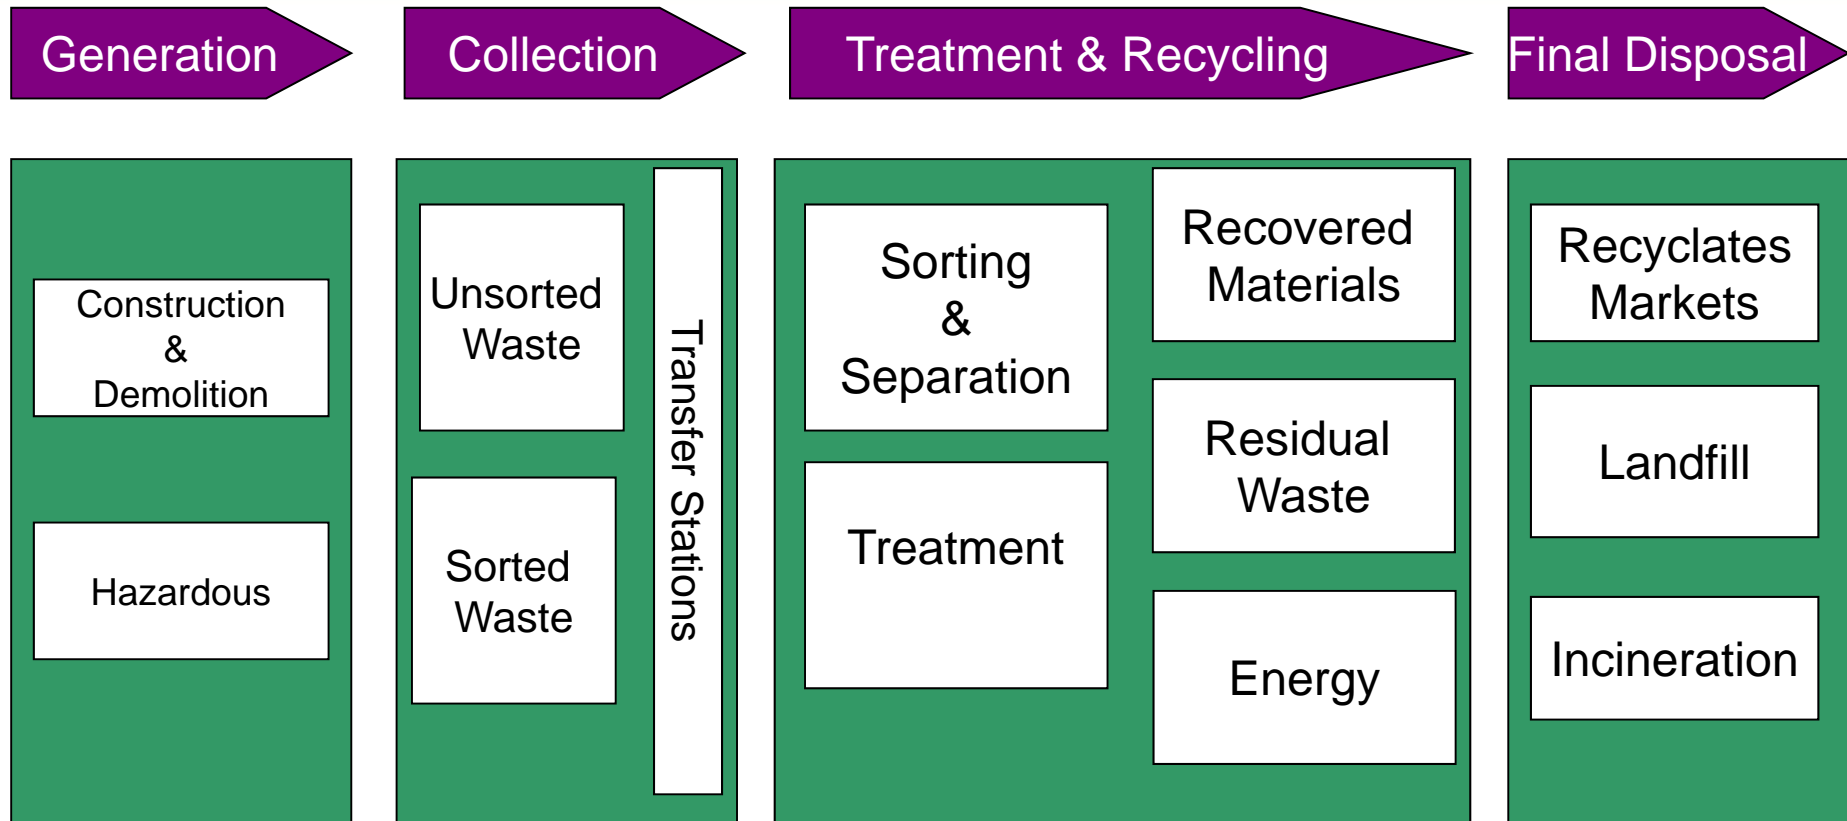 Generation
Collection
Treatment & Recycling
Final Disposal
Construction
&
Demolition
Hazardous
Unsorted
Waste
Sorted
Waste
Transfer Stations
Sorting
&
Separation
Treatment
Recovered
Materials
Residual
Waste
Energy
Recyclates
Markets
Landfill
Incineration